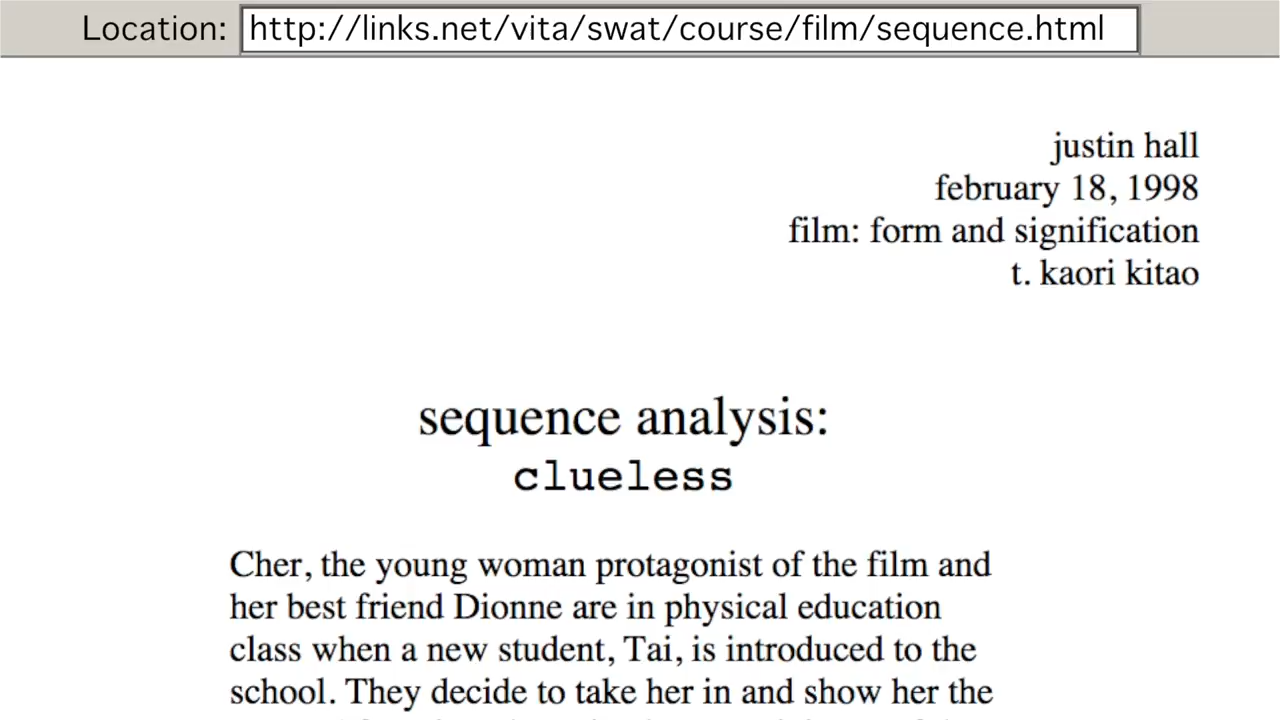 Location: http://links.net/vita/swat/course/film/sequence.html
justin hall
february 18, 1998
film: form and signification
t. kaori kitao
sequence analysis:
clueless
Cher, the young woman protagonist of the film and
her best friend Dionne are in physical education
class when a new student, Tai, is introduced to the
school. They decide to take her in and show her the